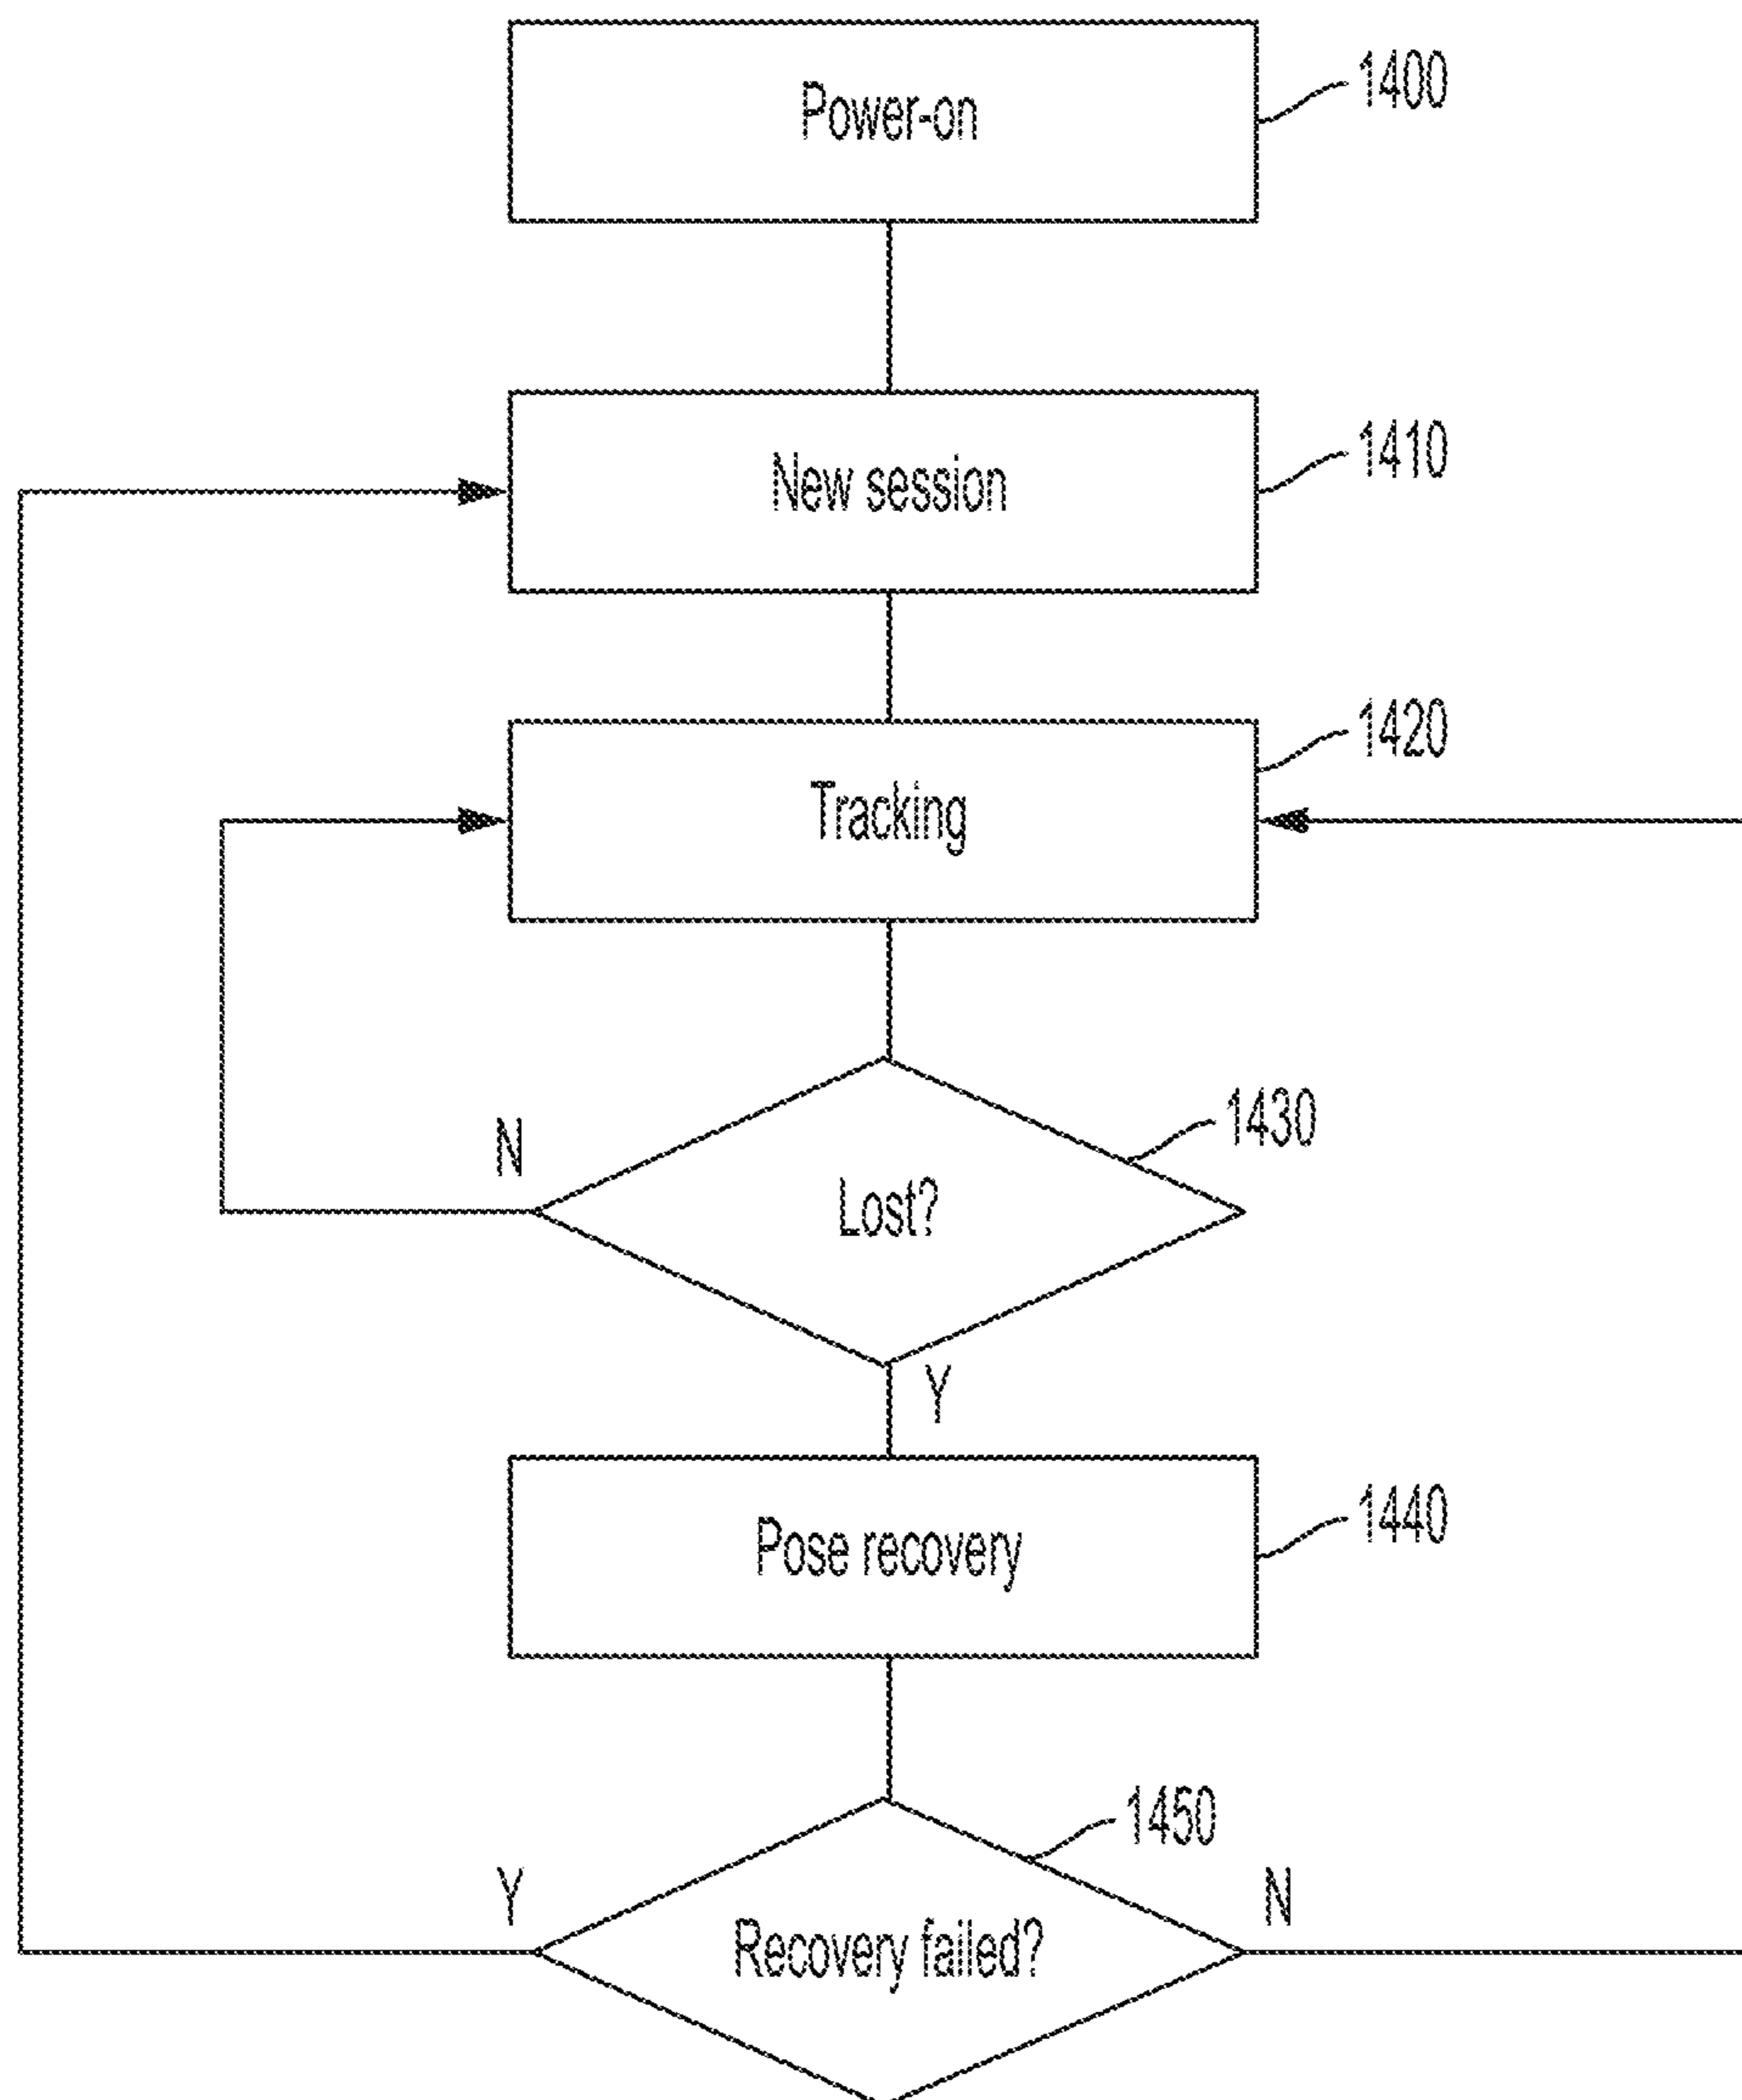 Power-on
1400
New session
1410
1420
Tracking
1430
N
Lost?
Y
Pose recovery
1440
1450
Y
N
Recovery failed?